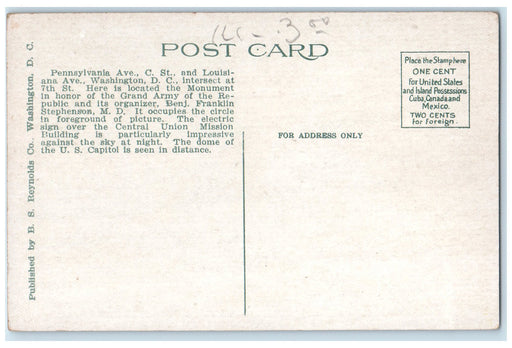 3 50
POST CARD
Pennsylvania Ave., C. St., and Louisi-
ana Ave., Washington, D. C., intersect at
7th St. Here is located the Monument
in honor of the Grand Army of the Re-
public and its organizer, Benj. Franklin
Stephenson, M. D. It occupies the circle
in foreground of picture. The electric
sign over the Central Union Mission
Building is particularly impressive
against the sky at night. The dome of
the U. S. Capitol is seen in distance.
Published by B. S. Reynolds Co. Washington, D. C.
FOR ADDRESS ONLY
Place the Stamp here
ONE CENT
for United States
and Island Possessions
Cuba, Canada and
Mexico.
TWO CENTS
for Foreign.